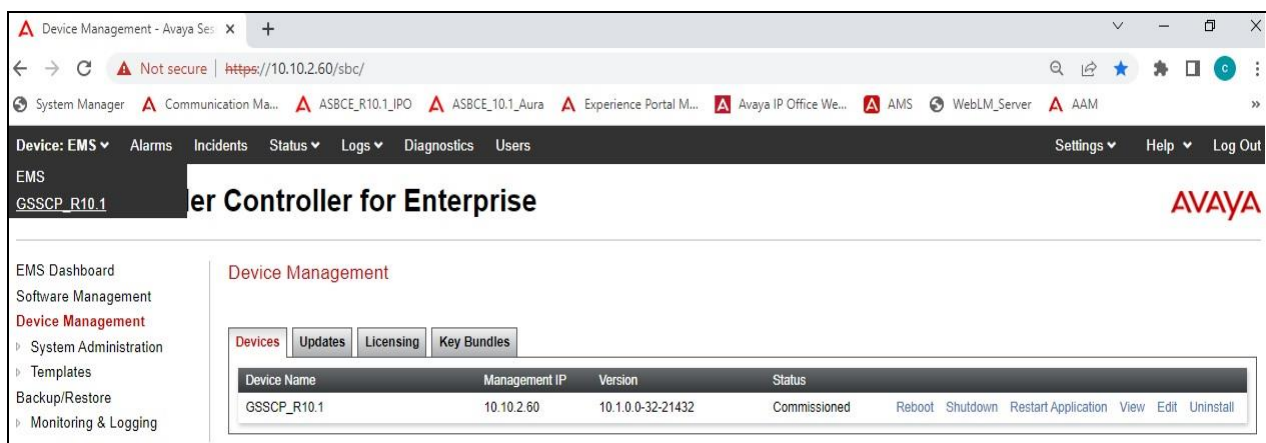 Device Management - Avaya Ses
Not secure | https://10.10.2.60/sbc/
System Manager Communication Ma... ASBCE_R10.1_IPO ASBCE_10.1_Aura Experience Portal M... Avaya IP Office We... AMS WebLM_Server AAM »
Device: EMS Alarms Incidents Status Logs Diagnostics Users Settings Help Log Out
EMS
GSSCP_R10.1
er Controller for Enterprise AVAYA
EMS Dashboard
Software Management
Device Management
System Administration
Templates
Backup/Restore
Monitoring & Logging
Device Management
Devices Updates Licensing Key Bundles
Device Name Management IP Version Status
GSSCP_R10.1 10.10.2.60 10.1.0.0-32-21432 Commissioned Reboot Shutdown Restart Application View Edit Uninstall